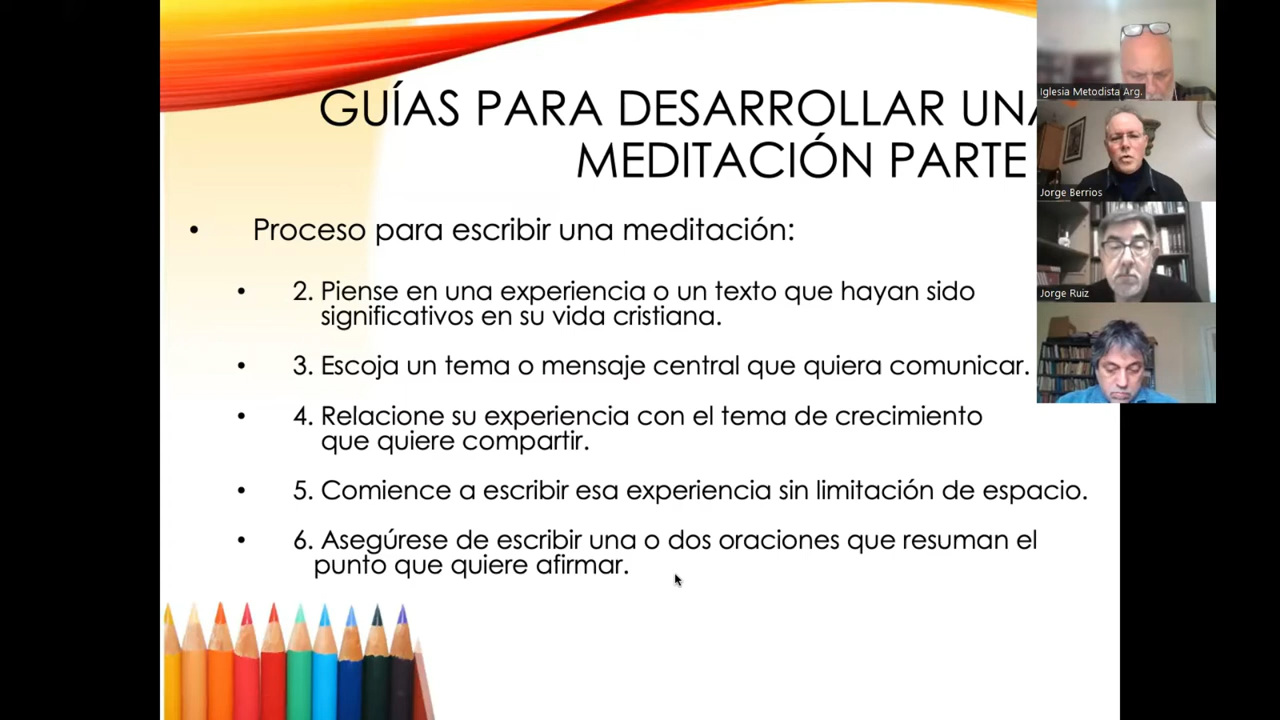 GUÍAS PARA DESARROLLAR UNA
MEDITACIÓN PARTE
• Proceso para escribir una meditación:
• 2. Piense en una experiencia o un texto que hayan sido
significativos en su vida cristiana.
• 3. Escoja un tema o mensaje central que quiera comunicar.
• 4. Relacione su experiencia con el tema de crecimiento
que quiere compartir.
• 5. Comience a escribir esa experiencia sin limitación de espacio.
• 6. Asegúrese de escribir una o dos oraciones que resuman el
punto que quiere afirmar.
Iglesia Metodista Arg.
Jorge Berrios
Jorge Ruiz